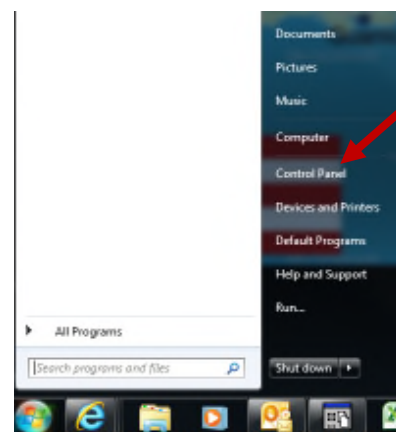 Documents
Pictures
Music
Computer
Control Panel
Devices and Printers
Default Programs
Help and Support
Run...
All Programs
Search programs and files
Shut down